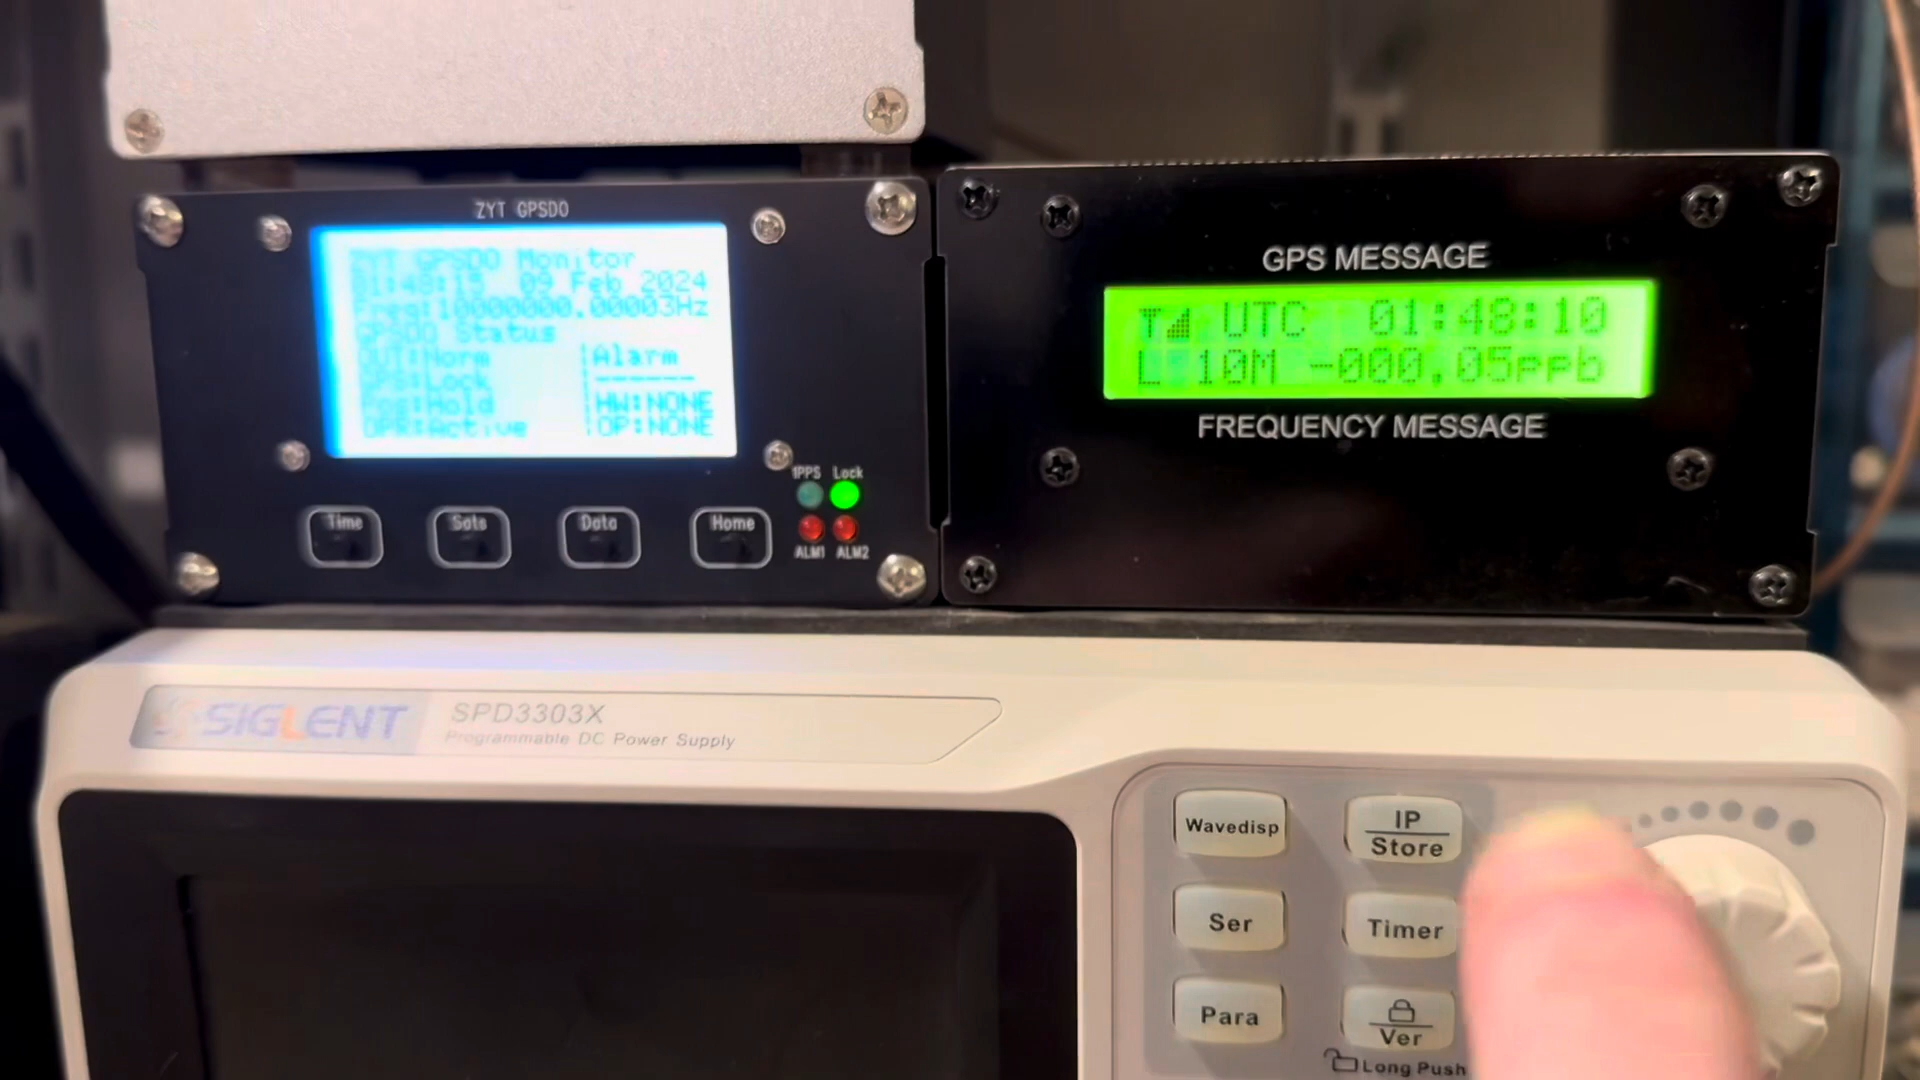 ZYT GPSDO
ZYT GPSDO Monitor
01:48:15 09 Feb 2024
Freq:10000000.00003Hz
GPSDO Status
OUT:Norm
Alarm
GPS:Lock
------
Pos:Hold
HW:NONE
OPR:Active
OP:NONE
1PPS Lock
ALM1 ALM2
Time
Sats
Data
Home
GPS MESSAGE
UTC 01:48:10
L 10M -000,05ppb
FREQUENCY MESSAGE
SIGLENT
SPD3303X
Programmable DC Power Supply
Wavedisp
IP
Store
Ser
Timer
Para
Ver
Long Push